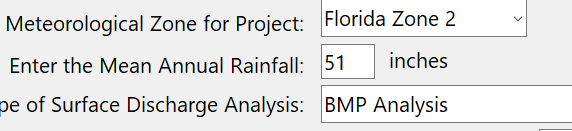 Meteorological Zone for Project: Florida Zone 2
Enter the Mean Annual Rainfall: 51 inches
pe of Surface Discharge Analysis: BMP Analysis